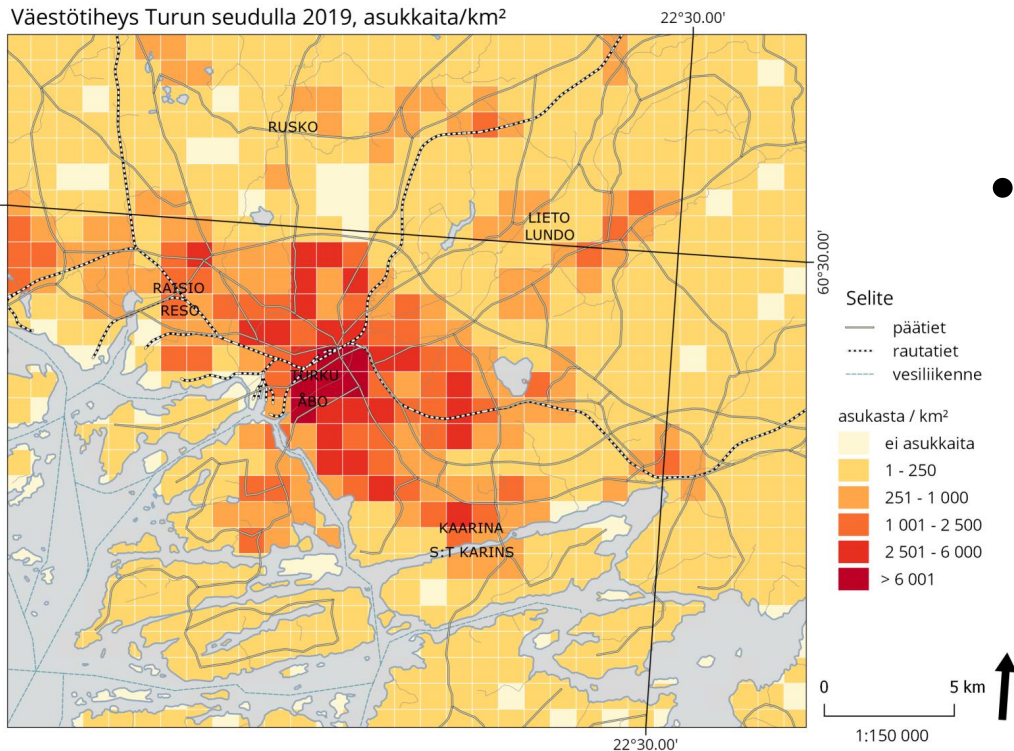 Väestötiheys Turun seudulla 2019, asukkaita/km²
22°30.00'
RUSKO
LIETO
LUNDO
60°30.00'
RAISIO
RESO
TURKU
ÅBO
KAARINA
S:T KARINS
Selite
päätiet
rautatiet
vesiliikenne
asukasta / km²
ei asukkaita
1 - 250
251 - 1 000
1 001 - 2 500
2 501 - 6 000
> 6 001
0 5 km
1:150 000
22°30.00'